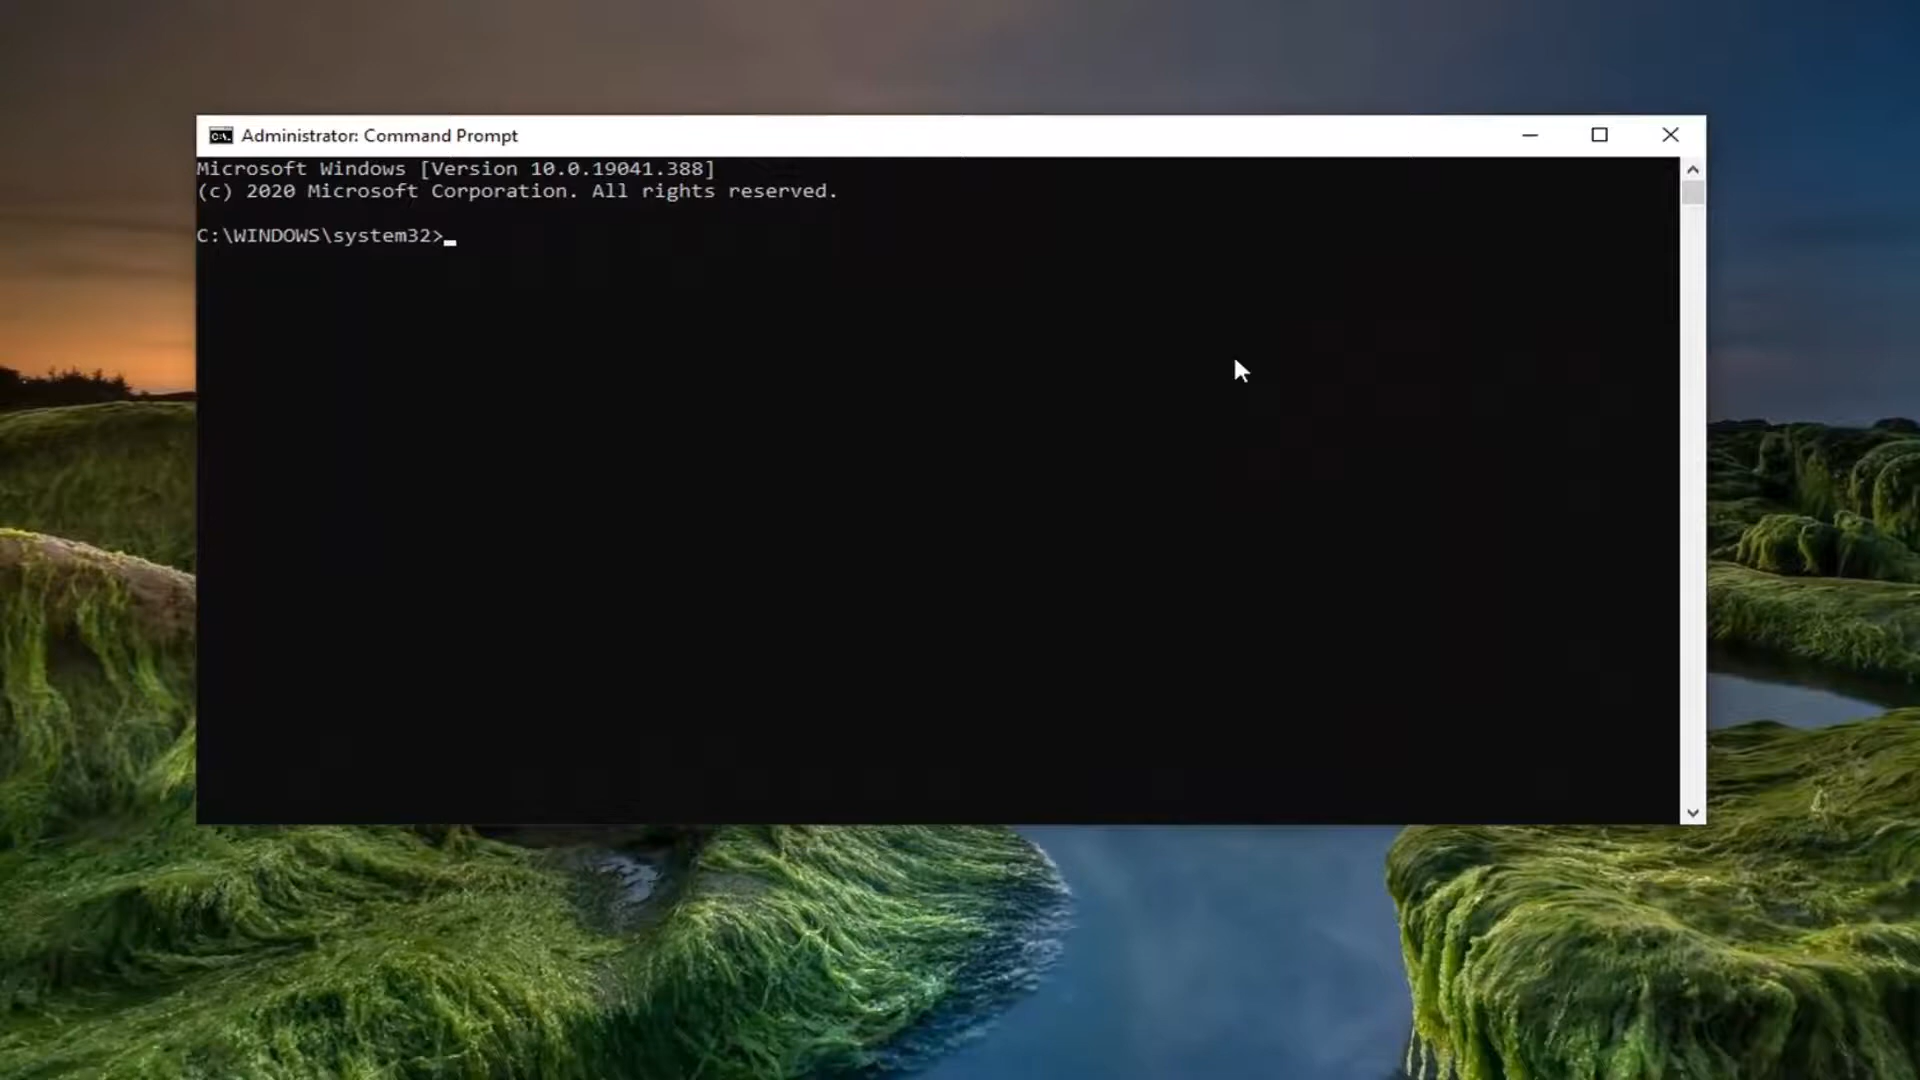 Administrator: Command Prompt
Microsoft Windows [Version 10.0.19041.388]
(c) 2020 Microsoft Corporation. All rights reserved.
C:\WINDOWS\system32>